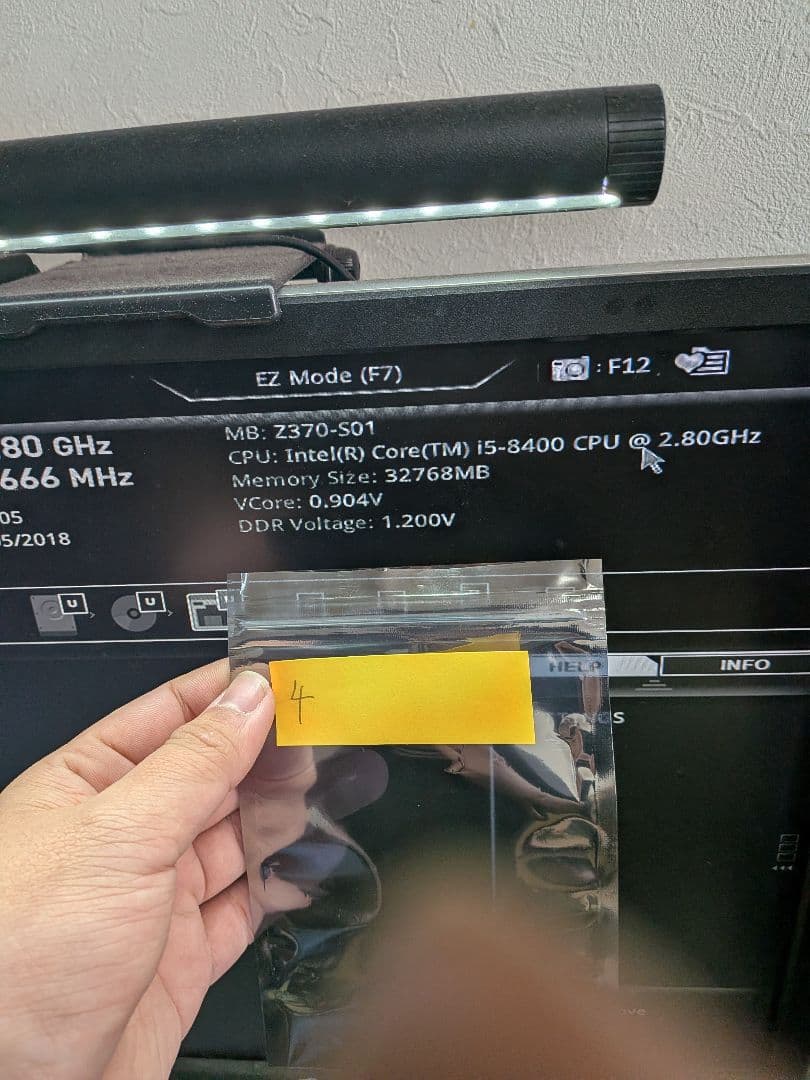 EZ Mode (F7)
: F12
80 GHz
666 MHz
05
5/2018
MB: Z370-S01
CPU: Intel(R) Core(TM) i5-8400 CPU @ 2.80GHz
Memory Size: 32768MB
VCore: 0.904V
DDR Voltage: 1.200V
U
U
HELP
INFO
4